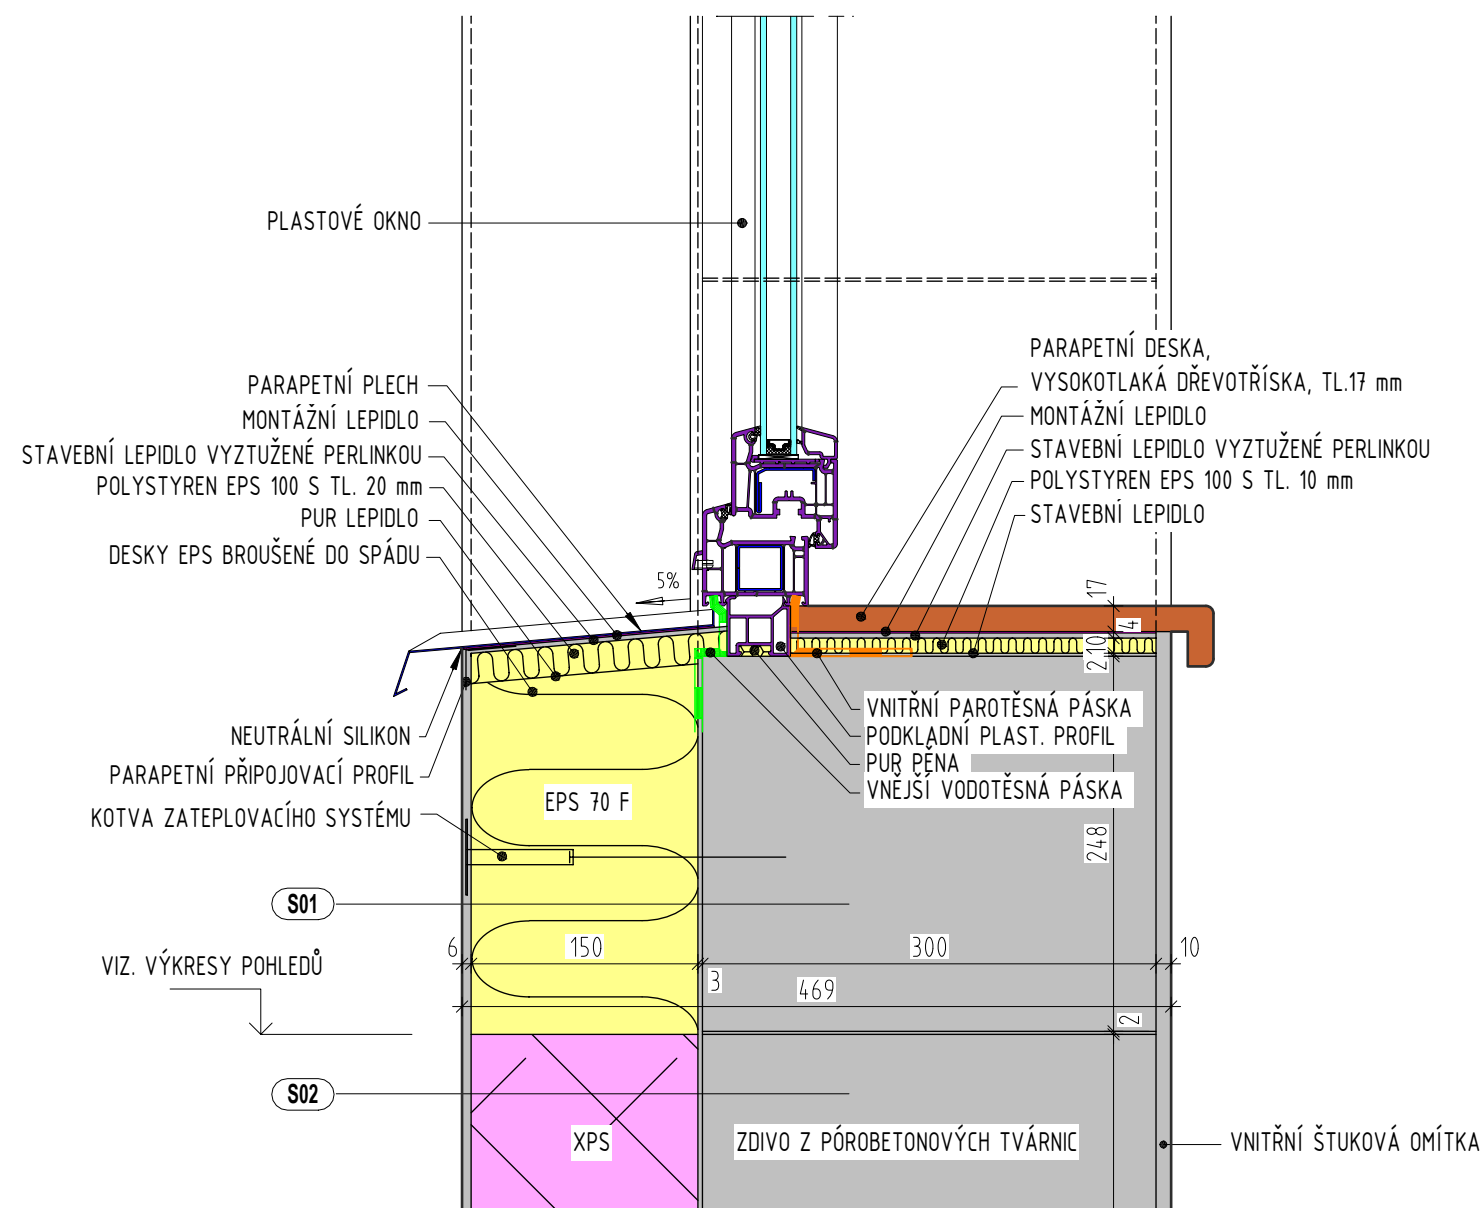 PLASTOVÉ OKNO
PARAPETNÍ PLECH
MONTÁŽNÍ LEPIDLO
STAVEBNÍ LEPIDLO VYZTUŽENÉ PERLINKOU
POLYSTYREN EPS 100 S TL. 20 mm
PUR LEPIDLO
DESKY EPS BROUŠENÉ DO SPÁDU
5%
PARAPETNÍ DESKA,
VYSOKOTLAKÁ DŘEVOTŘÍSKA, TL.17 mm
MONTÁŽNÍ LEPIDLO
STAVEBNÍ LEPIDLO VYZTUŽENÉ PERLINKOU
POLYSTYREN EPS 100 S TL. 10 mm
STAVEBNÍ LEPIDLO
17
4
10
2
NEUTRÁLNÍ SILIKON
PARAPETNÍ PŘIPOJOVACÍ PROFIL
KOTVA ZATEPLOVACÍHO SYSTÉMU
VNITŘNÍ PAROTĚSNÁ PÁSKA
PODKLADNÍ PLAST. PROFIL
PUR PĚNA
VNĚJŠÍ VODOTĚSNÁ PÁSKA
EPS 70 F
248
S01
6
150
300
10
VIZ. VÝKRESY POHLEDŮ
3
469
2
S02
XPS
ZDIVO Z PÓROBETONOVÝCH TVÁRNIC
VNITŘNÍ ŠTUKOVÁ OMÍTKA